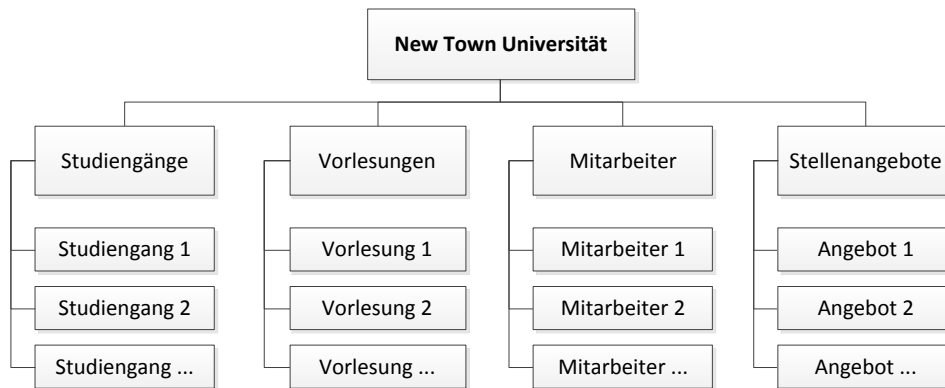 New Town Universität
Studiengänge
Vorlesungen
Mitarbeiter
Stellenangebote
Studiengang 1
Vorlesung 1
Mitarbeiter 1
Angebot 1
Studiengang 2
Vorlesung 2
Mitarbeiter 2
Angebot 2
Studiengang ...
Vorlesung ...
Mitarbeiter ...
Angebot ...